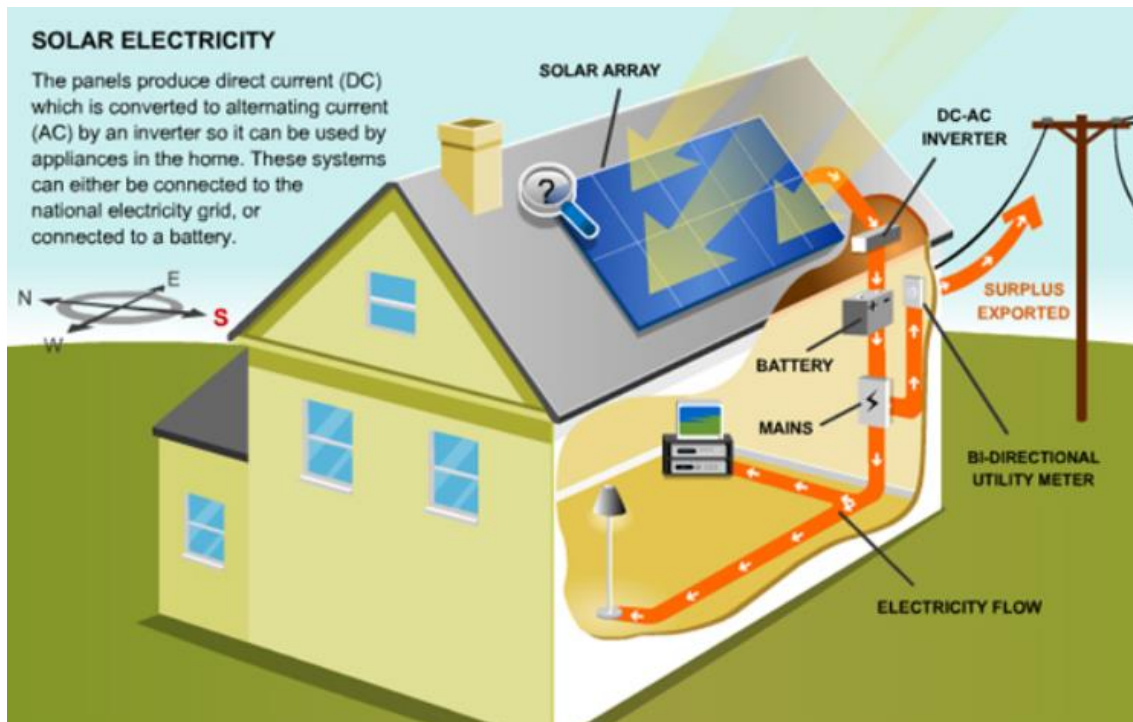 SOLAR ELECTRICITY
The panels produce direct current (DC)
which is converted to alternating current
(AC) by an inverter so it can be used by
appliances in the home. These systems
can either be connected to the
national electricity grid, or
connected to a battery.
N
E
S
W
SOLAR ARRAY
?
DC-AC
INVERTER
SURPLUS
EXPORTED
BATTERY
MAINS
BI-DIRECTIONAL
UTILITY METER
ELECTRICITY FLOW